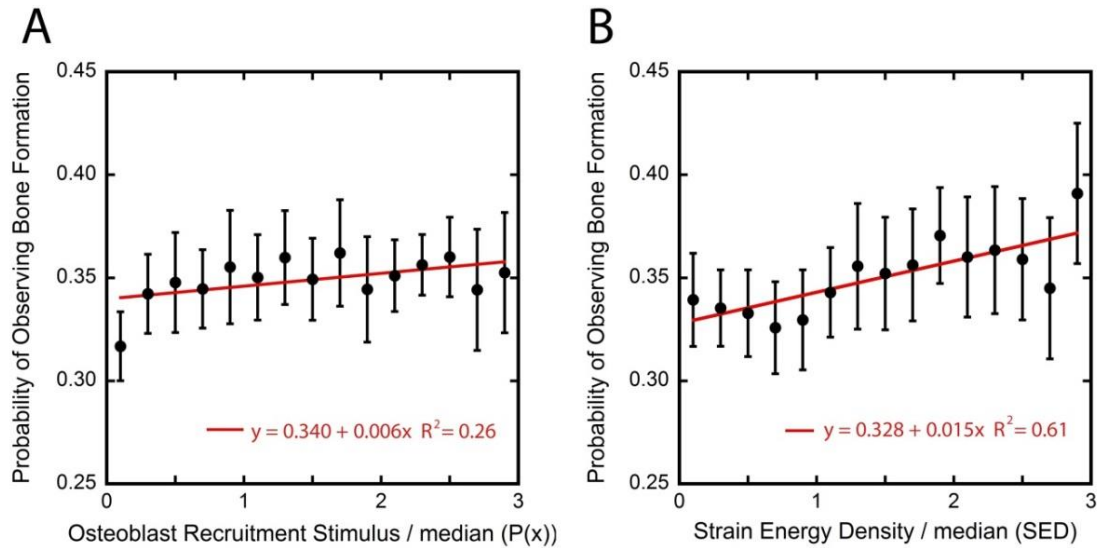 A
Probability of Observing Bone Formation
0.45
0.40
0.35
0.30
0.25
y = 0.340 + 0.006x R²= 0.26
0 1 2 3
Osteoblast Recruitment Stimulus / median (P(x))
B
Probability of Observing Bone Formation
0.45
0.40
0.35
0.30
0.25
y = 0.328 + 0.015x R²= 0.61
0 1 2 3
Strain Energy Density / median (SED)